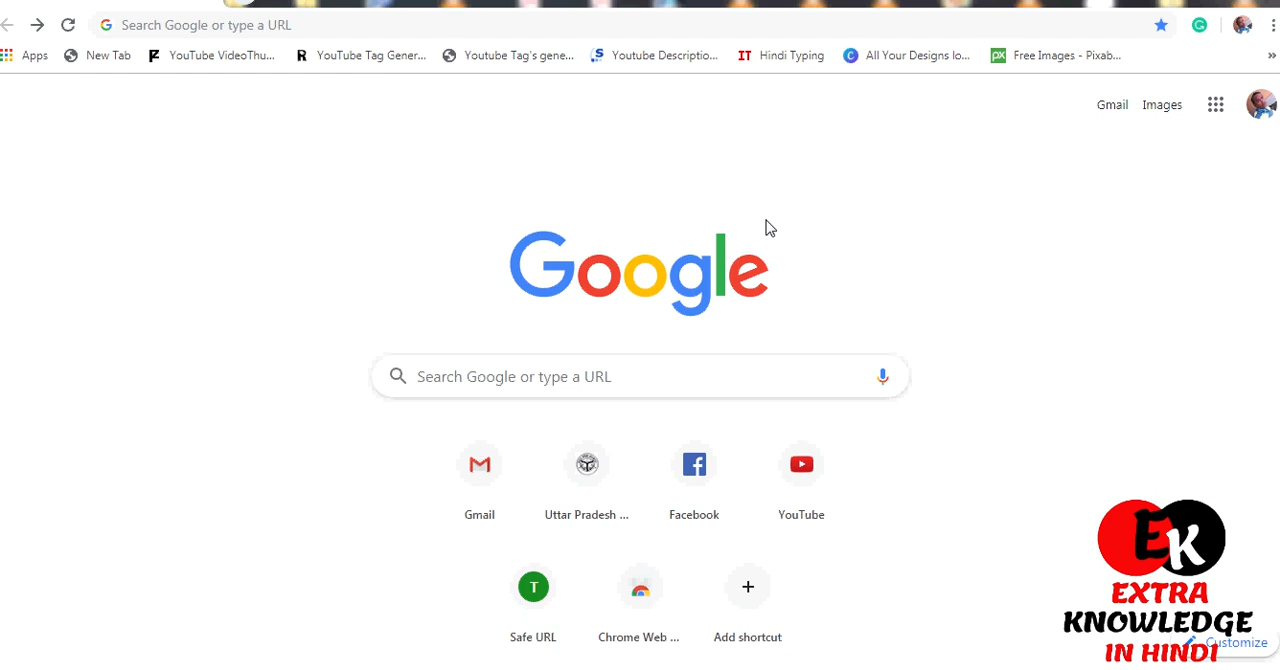 Search Google or type a URL
Apps New Tab YouTube VideoThu... YouTube Tag Gener... Youtube Tag's gene... Youtube Descriptio... IT Hindi Typing All Your Designs lo... px Free Images - Pixab... »
Gmail Images
Google
Search Google or type a URL
Gmail Uttar Pradesh ... Facebook YouTube
T
Safe URL Chrome Web ... Add shortcut
EK
EXTRA
KNOWLEDGE
IN HINDI
Customize